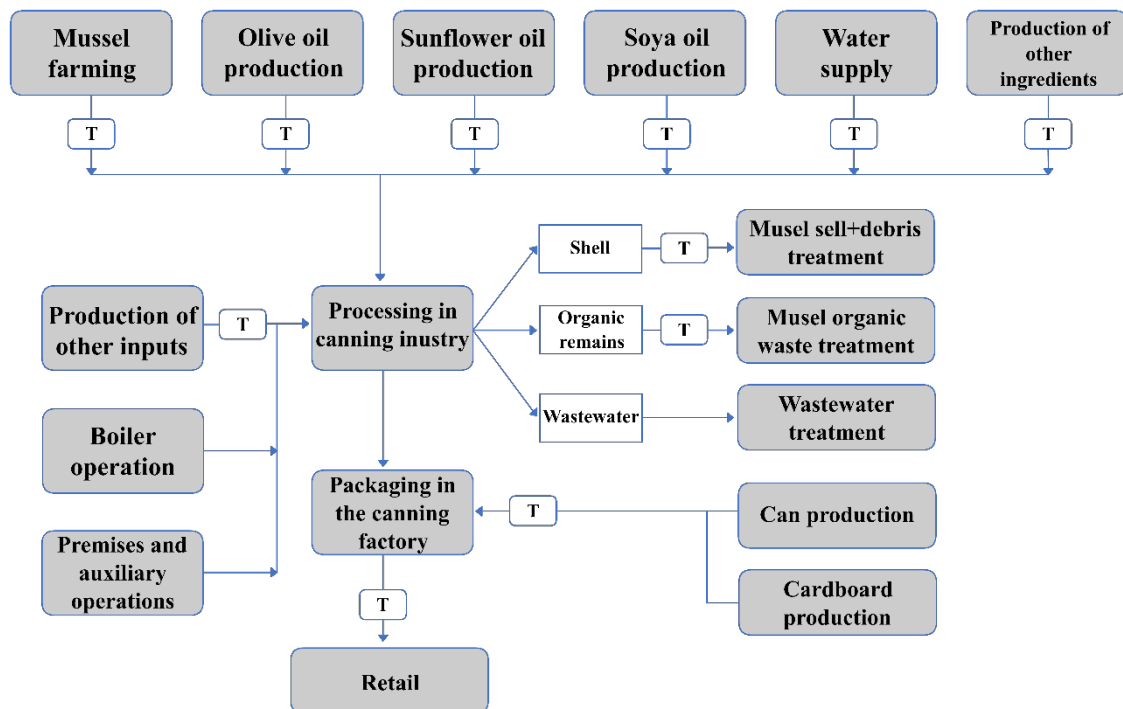 Mussel
farming
Olive oil
production
Sunflower oil
production
Soya oil
production
Water
supply
Production of
other
ingredients
T
T
T
T
T
T
Shell
T
Musel sell+debris
treatment
Production of
other inputs
T
Processing in
canning inustry
Organic
remains
T
Musel organic
waste treatment
Boiler
operation
Wastewater
Wastewater
treatment
Packaging in
the canning
factory
T
Can production
Premises and
auxiliary
operations
Cardboard
production
T
Retail